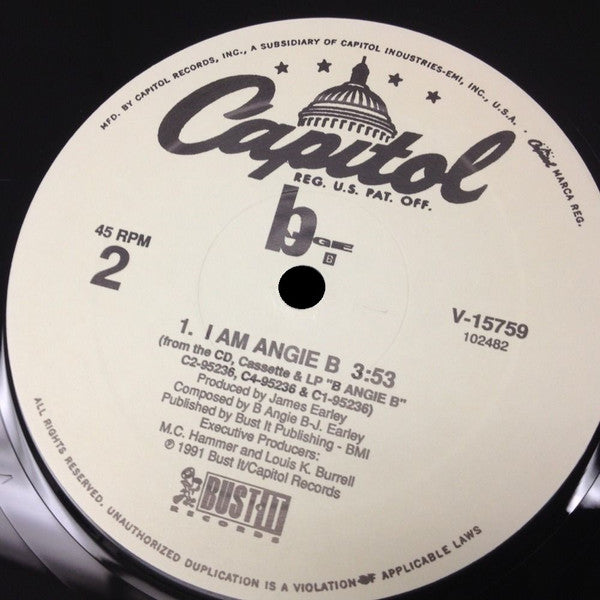 MFD. BY CAPITOL RECORDS, INC., A SUBSIDIARY OF CAPITOL INDUSTRIES-EMI, INC., U.S.A. . Capitol MARCA REG.
Capitol
REG. U.S. PAT. OFF.
b
45 RPM
2
V-15759
102482
1. I AM ANGIE B 3:53
(from the CD, Cassette & LP "B ANGIE B"
C2-95236, C4-95236 & C1-95236)
Produced by James Earley
Composed by B Angie B-J. Earley
Published by Bust It Publishing - BMI
Executive Producers:
M.C. Hammer and Louis K. Burrell
℗ 1991 Bust It/Capitol Records
BUST IT
RECORDS
ALL RIGHTS RESERVED. UNAUTHORIZED DUPLICATION IS A VIOLATION OF APPLICABLE LAWS